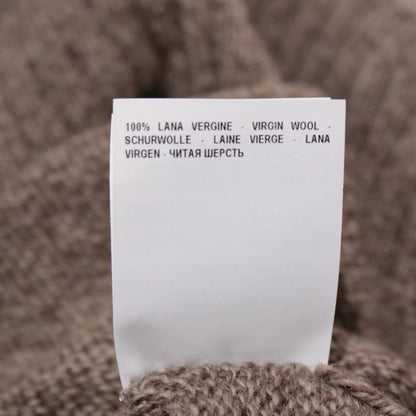 100% LANA VERGINE - VIRGIN WOOL -
SCHURWOLLE - LAINE VIERGE - LANA
VIRGEN - ЧИТАЯ ШЕРСТЬ